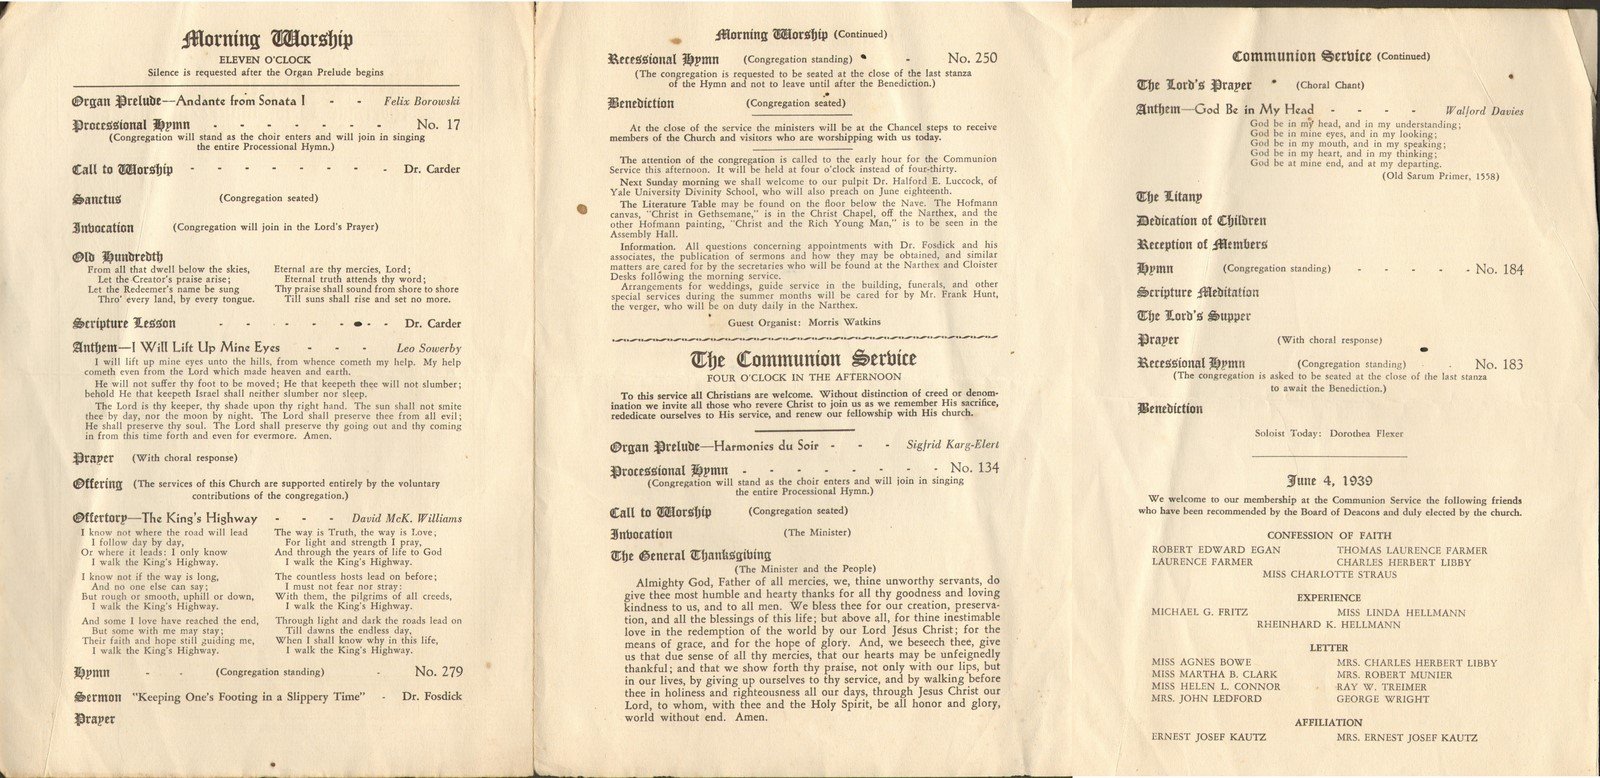 Morning Worship
ELEVEN O'CLOCK
Silence is requested after the Organ Prelude begins
Organ Prelude—Andante from Sonata I - - Felix Borowski
Processional Hymn - - - - - - - No. 17
(Congregation will stand as the choir enters and will join in singing
the entire Processional Hymn.)
Call to Worship - - - - - - - - Dr. Carder
Sanctus (Congregation seated)
Invocation (Congregation will join in the Lord's Prayer)
Old Hundredth
From all that dwell below the skies,
Let the Creator's praise arise;
Let the Redeemer's name be sung
Thro' every land, by every tongue.
Eternal are thy mercies, Lord;
Eternal truth attends thy word;
Thy praise shall sound from shore to shore
Till suns shall rise and set no more.
Scripture Lesson - - - - - - - - Dr. Carder
Anthem—I Will Lift Up Mine Eyes - - - Leo Sowerby
I will lift up mine eyes unto the hills, from whence cometh my help. My help
cometh even from the Lord which made heaven and earth.
He will not suffer thy foot to be moved; He that keepeth thee will not slumber;
behold He that keepeth Israel shall neither slumber nor sleep.
The Lord is thy keeper, thy shade upon thy right hand. The sun shall not smite
thee by day, nor the moon by night. The Lord shall preserve thee from all evil;
He shall preserve thy soul. The Lord shall preserve thy going out and thy coming
in from this time forth and even for evermore. Amen.
Prayer (With choral response)
Offering (The services of this Church are supported entirely by the voluntary
contributions of the congregation.)
Offertory—The King's Highway - - - David McK. Williams
I know not where the road will lead
I follow day by day,
Or where it leads: I only know
I walk the King's Highway.
I know not if the way is long,
And no one else can say;
But rough or smooth, uphill or down,
I walk the King's Highway.
And some I love have reached the end,
But some with me may stay;
Their faith and hope still guiding me,
I walk the King's Highway.
The way is Truth, the way is Love;
For light and strength I pray,
And through the years of life to God
I walk the King's Highway.
The countless hosts lead on before;
I must not fear nor stray:
With them, the pilgrims of all creeds,
I walk the King's Highway.
Through light and dark the roads lead on
Till dawns the endless day,
When I shall know why in this life,
I walk the King's Highway.
Hymn - - (Congregation standing) - No. 279
Sermon "Keeping One's Footing in a Slippery Time" - Dr. Fosdick
Prayer
Morning Worship (Continued)
Recessional Hymn (Congregation standing) - - No. 250
(The congregation is requested to be seated at the close of the last stanza
of the Hymn and not to leave until after the Benediction.)
Benediction (Congregation seated)
At the close of the service the ministers will be at the Chancel steps to receive
members of the Church and visitors who are worshipping with us today.
The attention of the congregation is called to the early hour for the Communion
Service this afternoon. It will be held at four o'clock instead of four-thirty.
Next Sunday morning we shall welcome to our pulpit Dr. Halford E. Luccock, of
Yale University Divinity School, who will also preach on June eighteenth.
The Literature Table may be found on the floor below the Nave. The Hofmann
canvas, "Christ in Gethsemane," is in the Christ Chapel, off the Narthex, and the
other Hofmann painting, "Christ and the Rich Young Man," is to be seen in the
Assembly Hall.
Information. All questions concerning appointments with Dr. Fosdick and his
associates, the publication of sermons and how they may be obtained, and similar
matters are cared for by the secretaries who will be found at the Narthex and Cloister
Desks following the morning service.
Arrangements for weddings, guide service in the building, funerals, and other
special services during the summer months will be cared for by Mr. Frank Hunt,
the verger, who will be on duty daily in the Narthex.
Guest Organist: Morris Watkins
The Communion Service
FOUR O'CLOCK IN THE AFTERNOON
To this service all Christians are welcome. Without distinction of creed or denom-
ination we invite all those who revere Christ to join us as we remember His sacrifice,
rededicate ourselves to His service, and renew our fellowship with His church.
Organ Prelude—Harmonies du Soir - - - Sigfrid Karg-Elert
Processional Hymn - - - - - - - - No. 134
(Congregation will stand as the choir enters and will join in singing
the entire Processional Hymn.)
Call to Worship (Congregation seated)
Invocation (The Minister)
The General Thanksgiving
(The Minister and the People)
Almighty God, Father of all mercies, we, thine unworthy servants, do
give thee most humble and hearty thanks for all thy goodness and loving
kindness to us, and to all men. We bless thee for our creation, preserva-
tion, and all the blessings of this life; but above all, for thine inestimable
love in the redemption of the world by our Lord Jesus Christ; for the
means of grace, and for the hope of glory. And, we beseech thee, give
us that due sense of all thy mercies, that our hearts may be unfeignedly
thankful; and that we show forth thy praise, not only with our lips, but
in our lives, by giving up ourselves to thy service, and by walking before
thee in holiness and righteousness all our days, through Jesus Christ our
Lord, to whom, with thee and the Holy Spirit, be all honor and glory,
world without end. Amen.
Communion Service (Continued)
The Lord's Prayer - (Choral Chant)
Anthem—God Be in My Head - - - - Walford Davies
God be in my head, and in my understanding;
God be in mine eyes, and in my looking;
God be in my mouth, and in my speaking;
God be in my heart, and in my thinking;
God be at mine end, and at my departing.
(Old Sarum Primer, 1558)
The Litany
Dedication of Children
Reception of Members
Hymn (Congregation standing) - - - - - No. 184
Scripture Meditation
The Lord's Supper
Prayer (With choral response)
Recessional Hymn (Congregation standing) - - No. 183
(The congregation is asked to be seated at the close of the last stanza
to await the Benediction.)
Benediction
Soloist Today: Dorothea Flexer
June 4, 1939
We welcome to our membership at the Communion Service the following friends
who have been recommended by the Board of Deacons and duly elected by the church.
CONFESSION OF FAITH
ROBERT EDWARD EGAN THOMAS LAURENCE FARMER
LAURENCE FARMER CHARLES HERBERT LIBBY
MISS CHARLOTTE STRAUS
EXPERIENCE
MICHAEL G. FRITZ MISS LINDA HELLMANN
RHEINHARD K. HELLMANN
LETTER
MISS AGNES BOWE MRS. CHARLES HERBERT LIBBY
MISS MARTHA B. CLARK MRS. ROBERT MUNIER
MISS HELEN L. CONNOR RAY W. TREIMER
MRS. JOHN LEDFORD GEORGE WRIGHT
AFFILIATION
ERNEST JOSEF KAUTZ MRS. ERNEST JOSEF KAUTZ